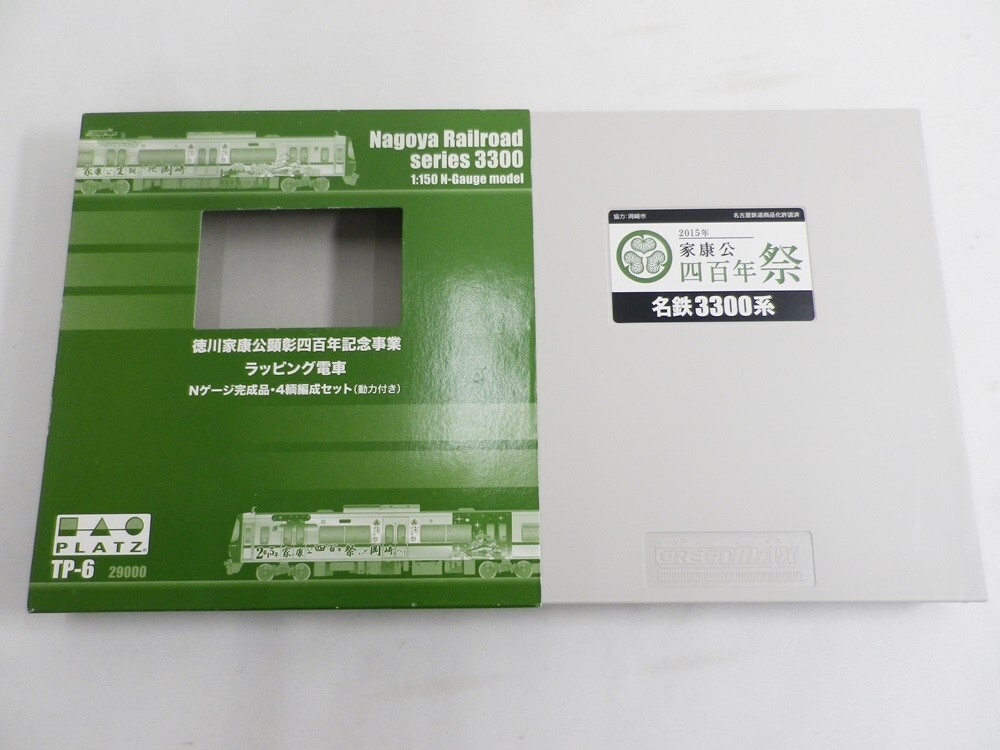 Nagoya Railroad
series 3300
1:150 N-Gauge model
徳川家康公顕彰四百年記念事業
ラッピング電車
Nゲージ完成品・4輌編成セット(動力付き)
PLATZ
TP-6 29000
協力:岡崎市 名古屋鉄道商品化許諾済
2015年
家康公
四百年祭
名鉄3300系
GREENMAX